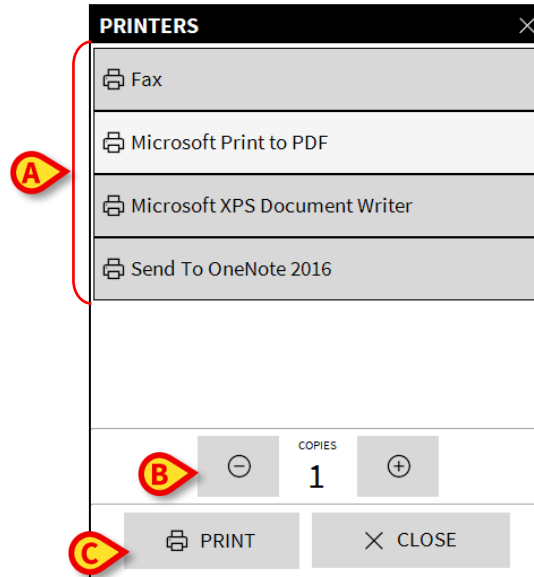 PRINTERS
Fax
Microsoft Print to PDF
A
Microsoft XPS Document Writer
Send To OneNote 2016
COPIES
B
1
PRINT
CLOSE
C